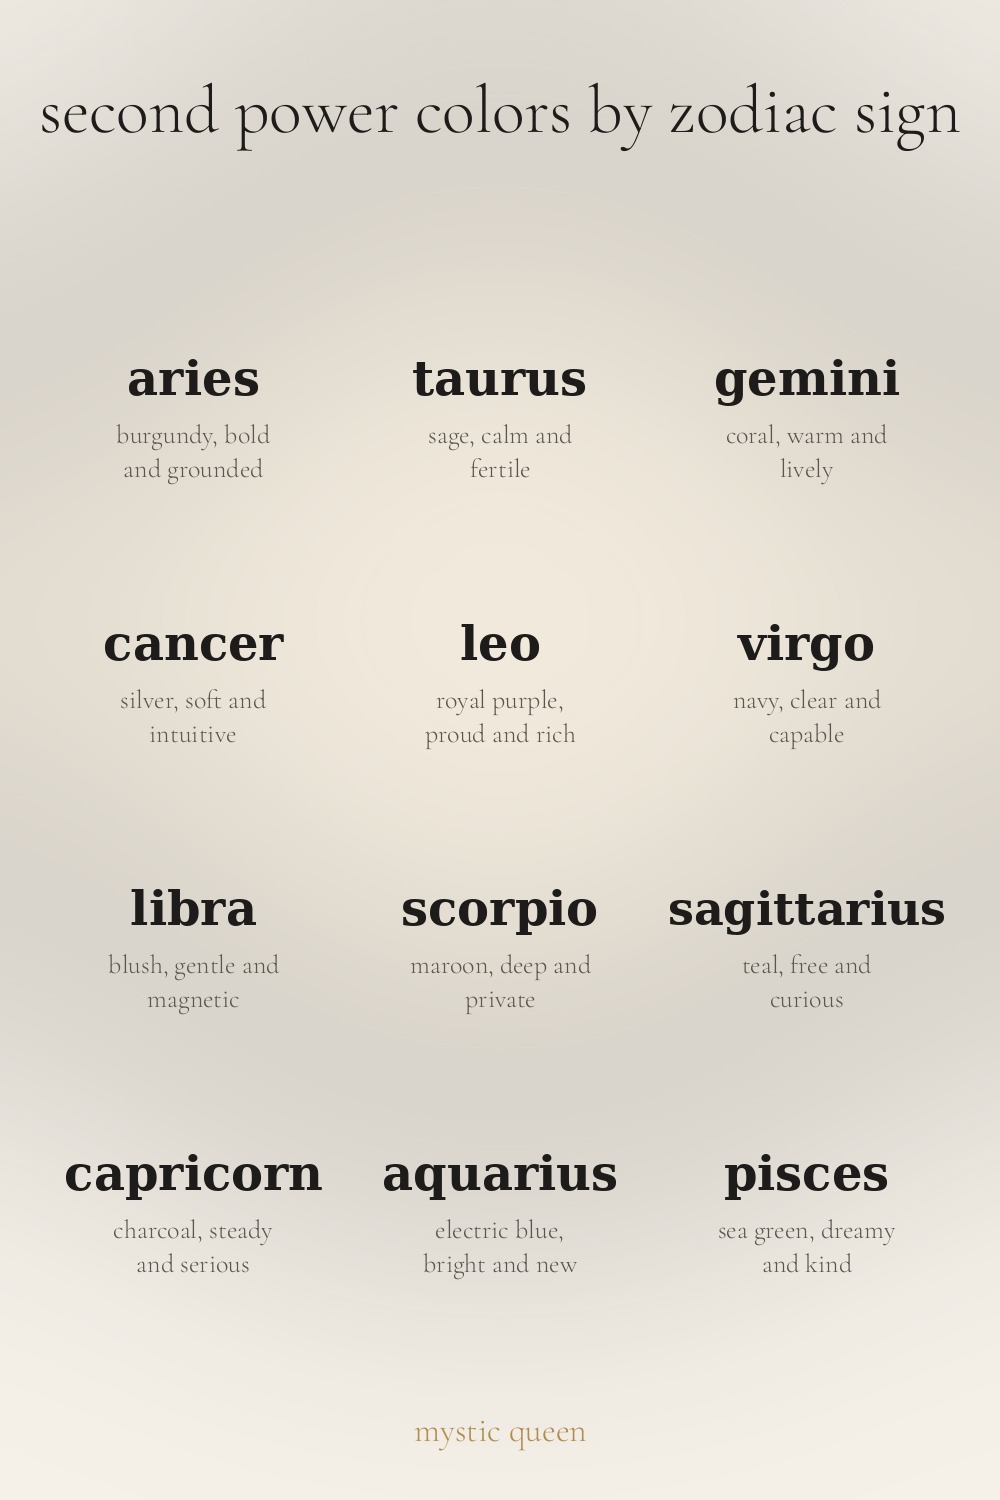 second power colors by zodiac sign
aries
burgundy, bold
and grounded
taurus
sage, calm and
fertile
gemini
coral, warm and
lively
cancer
silver, soft and
intuitive
leo
royal purple,
proud and rich
virgo
navy, clear and
capable
libra
blush, gentle and
magnetic
scorpio
maroon, deep and
private
sagittarius
teal, free and
curious
capricorn
charcoal, steady
and serious
aquarius
electric blue,
bright and new
pisces
sea green, dreamy
and kind
mystic queen